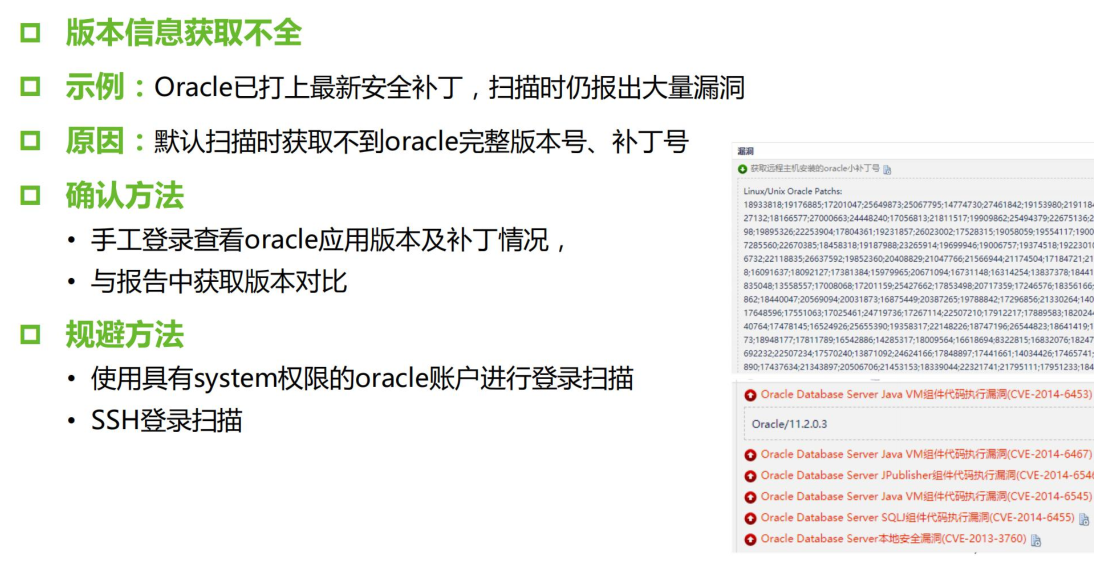 版本信息获取不全
示例：Oracle已打上最新安全补丁，扫描时仍报出大量漏洞
原因：默认扫描时获取不到oracle完整版本号、补丁号
确认方法
• 手工登录查看oracle应用版本及补丁情况，
• 与报告中获取版本对比
规避方法
• 使用具有system权限的oracle账户进行登录扫描
• SSH登录扫描
漏洞
获取远程主机安装的oracle小补丁号
Linux/Unix Oracle Patchs:
18933818;19176885;17201047;25649873;25067795;14774730;27461842;19153980;219118
27132;18166577;27000663;24448240;17056813;21811517;19909862;25494379;22675136;2
98;19895326;22253904;17804361;19231857;26023002;17528315;19058059;19554117;1900
7285560;22670385;18458318;19187988;23265914;19699946;19006757;19374518;1922301
6732;22118835;26637592;19852360;20408829;21047766;21566944;21174504;17184721;21
8;16091637;18092127;17381384;15979965;20671094;16731148;16314254;13837378;18441
835048;13558557;17008068;17201159;25427662;17853498;20717359;17246576;18356166;
862;18440047;20569094;20031873;16875449;20387265;19788842;17296856;21330264;140
17648596;17551063;17025461;24719736;17267114;22507210;17912217;17889583;1820244
40764;17478145;16524926;25655390;19358317;22148226;18747196;26544823;18641419;1
73;18948177;17811789;16542886;14285317;18009564;16618694;8322815;16832076;18247
692232;22507234;17570240;13871092;24624166;17848897;17441661;14034426;17465741;
890;17437634;21343897;20506706;21453153;18339044;22321741;21795111;17951233;184
Oracle Database Server Java VM组件代码执行漏洞(CVE-2014-6453)
Oracle/11.2.0.3
Oracle Database Server Java VM组件代码执行漏洞(CVE-2014-6467)
Oracle Database Server JPublisher组件代码执行漏洞(CVE-2014-654
Oracle Database Server Java VM组件代码执行漏洞(CVE-2014-6545)
Oracle Database Server SQLJ组件代码执行漏洞(CVE-2014-6455)
Oracle Database Server本地安全漏洞(CVE-2013-3760)